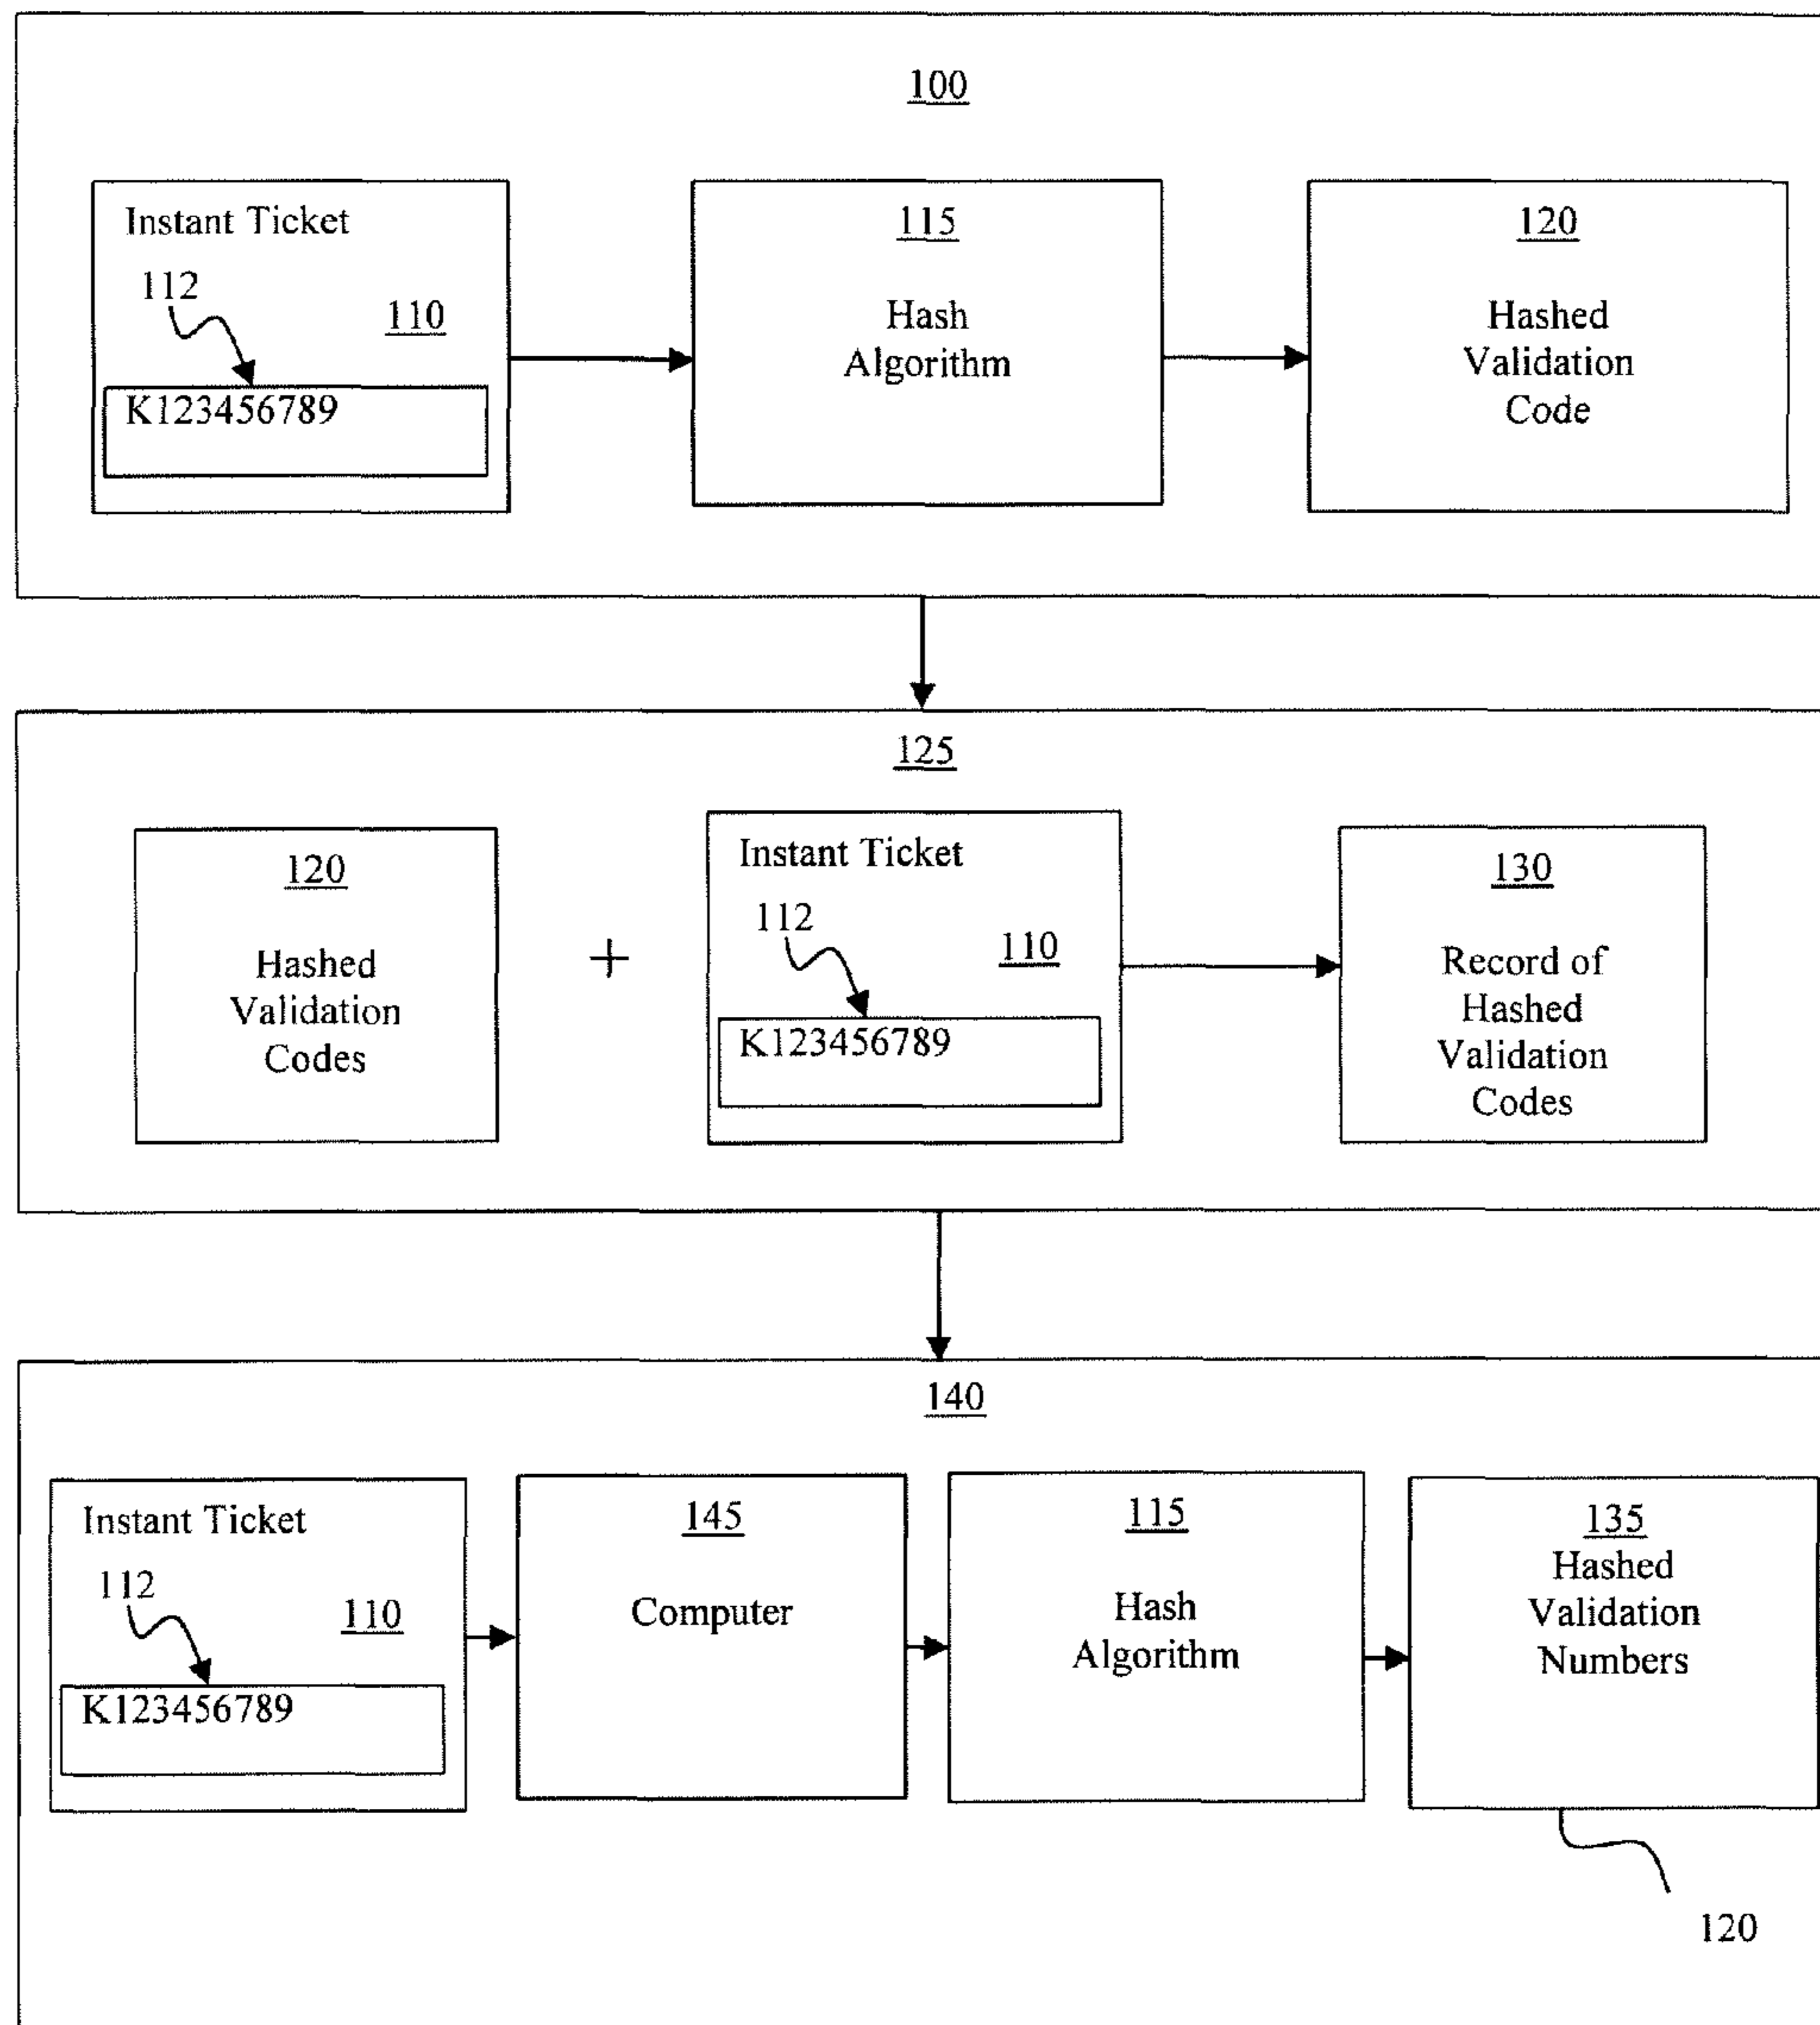 100
Instant Ticket
112
110
K123456789
115
Hash
Algorithm
120
Hashed
Validation
Code
125
120
Hashed
Validation
Codes
+
Instant Ticket
112
110
K123456789
130
Record of
Hashed
Validation
Codes
140
Instant Ticket
112
110
K123456789
145
Computer
115
Hash
Algorithm
135
Hashed
Validation
Numbers
120